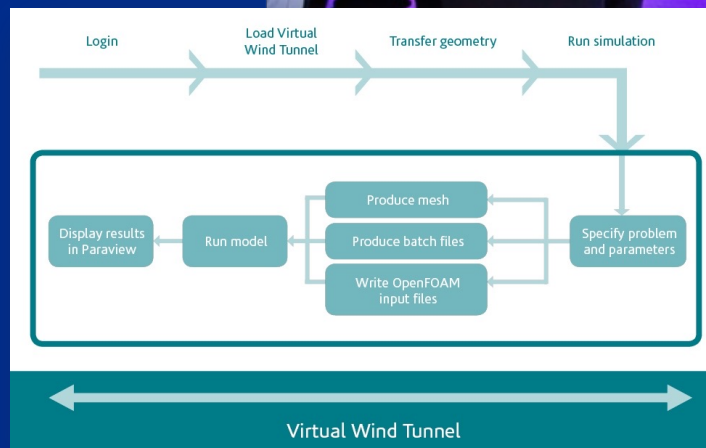 Login
Load Virtual
Wind Tunnel
Transfer geometry
Run simulation
Produce mesh
Display results
in Paraview
Run model
Produce batch files
Specify problem
and parameters
Write OpenFOAM
input files
Virtual Wind Tunnel